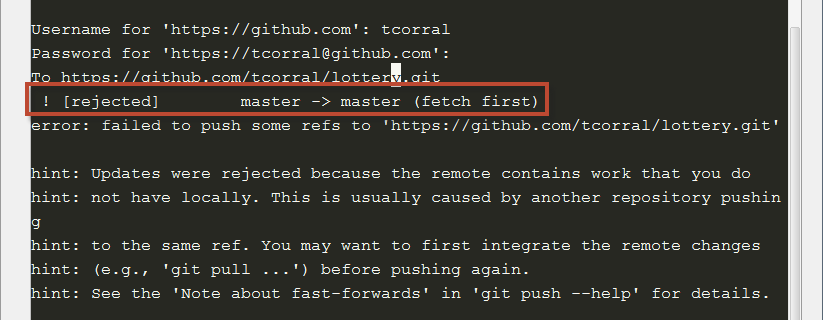 Username for 'https://github.com': tcorral
Password for 'https://tcorral@github.com':
To https://github.com/tcorral/lottery.git
 ! [rejected]        master -> master (fetch first)
error: failed to push some refs to 'https://github.com/tcorral/lottery.git'
hint: Updates were rejected because the remote contains work that you do
hint: not have locally. This is usually caused by another repository pushin
g
hint: to the same ref. You may want to first integrate the remote changes
hint: (e.g., 'git pull ...') before pushing again.
hint: See the 'Note about fast-forwards' in 'git push --help' for details.